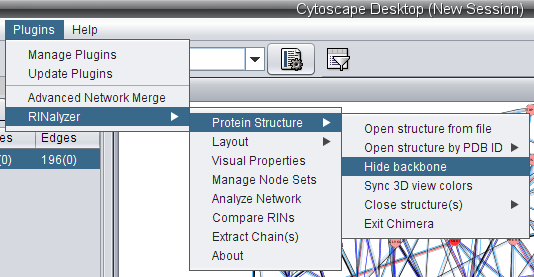 Cytoscape Desktop (New Session)
Plugins Help
Manage Plugins
Update Plugins
Advanced Network Merge
RINalyzer
Edges
196(0)
Protein Structure
Layout
Visual Properties
Manage Node Sets
Analyze Network
Compare RINs
Extract Chain(s)
About
Open structure from file
Open structure by PDB ID
Hide backbone
Sync 3D view colors
Close structure(s)
Exit Chimera